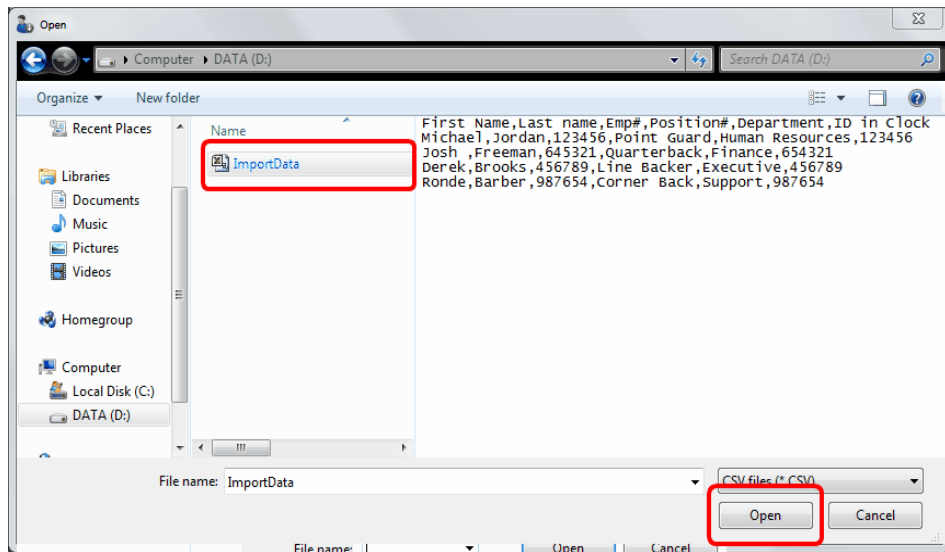 Open
Computer ▸ DATA (D:)
Search DATA (D:)
Organize
New folder
Recent Places
Libraries
Documents
Music
Pictures
Videos
Homegroup
Computer
Local Disk (C:)
DATA (D:)
Name
ImportData
First Name,Last name,Emp#,Position#,Department,ID in Clock
Michael,Jordan,123456,Point Guard,Human Resources,123456
Josh ,Freeman,645321,Quarterback,Finance,654321
Derek,Brooks,456789,Line Backer,Executive,456789
Ronde,Barber,987654,Corner Back,Support,987654
File name: ImportData
CSV files (*.CSV)
Open
Cancel
File name:
Open
Cancel